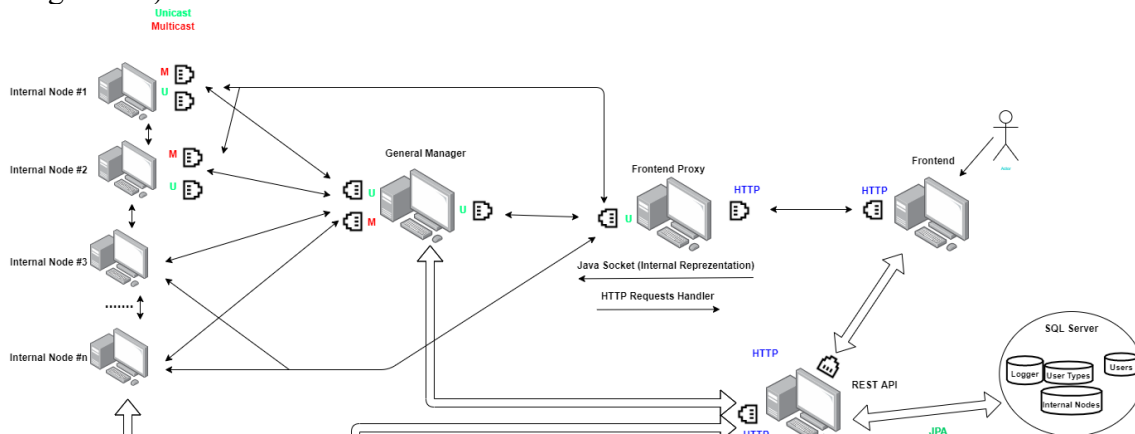 Unicast
Multicast
Internal Node #1
M
U
Internal Node #2
M
U
General Manager
U
M
U
Frontend Proxy
U
HTTP
HTTP
Frontend
Internal Node #3
Java Socket (Internal Reprezentation)
HTTP Requests Handler
.......
Internal Node #n
HTTP
REST API
HTTP
JPA
SQL Server
Logger
User Types
Users
Internal Nodes